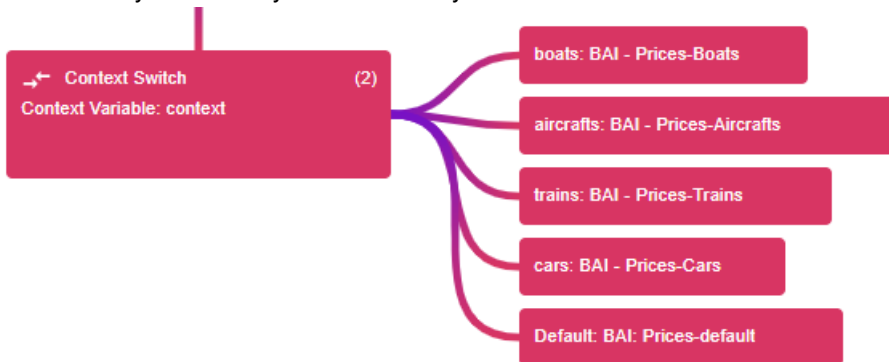 Context Switch (2)
Context Variable: context
boats: BAI - Prices-Boats
aircrafts: BAI - Prices-Aircrafts
trains: BAI - Prices-Trains
cars: BAI - Prices-Cars
Default: BAI: Prices-default